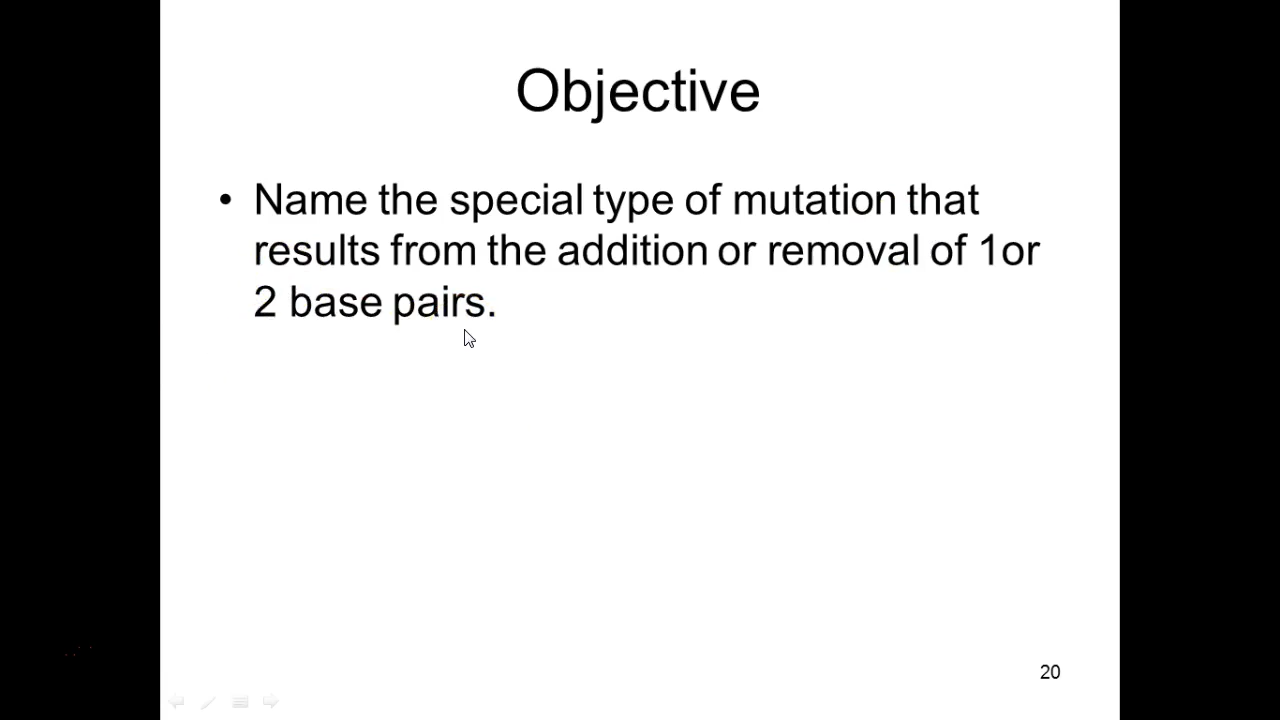 Objective
• Name the special type of mutation that
results from the addition or removal of 1or
2 base pairs.
20